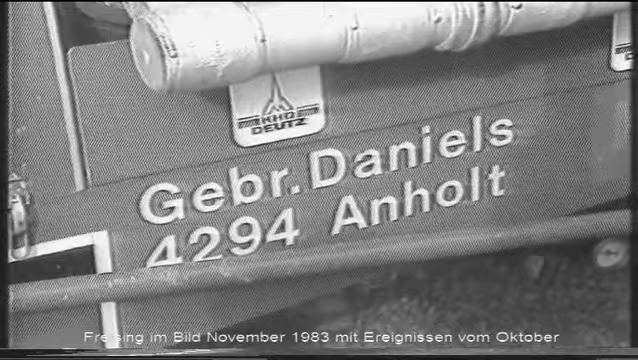 KHD
DEUTZ
Gebr. Daniels
4294 Anholt
Freising im Bild November 1983 mit Ereignissen vom Oktober